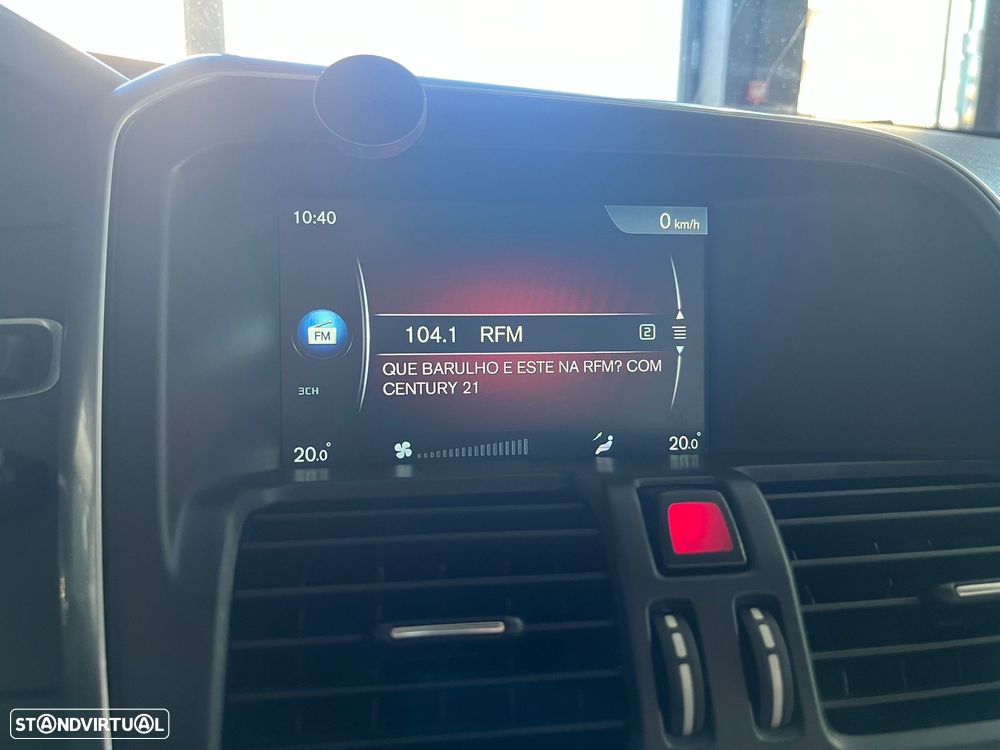 10:40
0 km/h
FM
104.1 RFM 2
QUE BARULHO E ESTE NA RFM? COM
CENTURY 21
3CH
20.0°
20.0°
STANDVIRTUAL